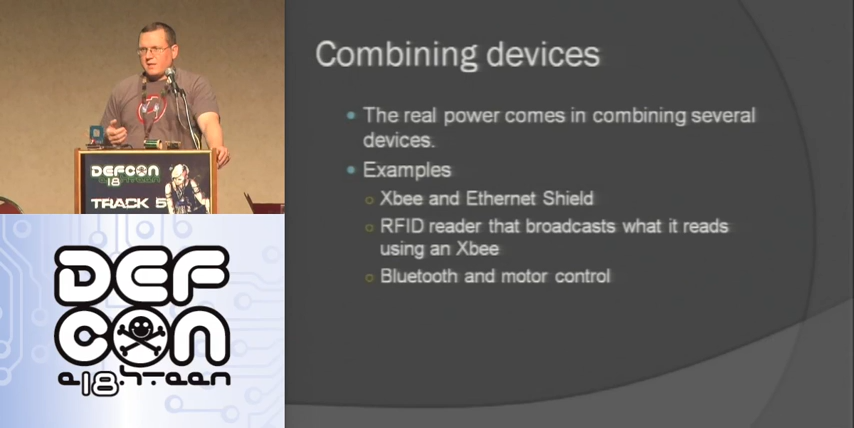 Combining devices
The real power comes in combining several
devices.
Examples
Xbee and Ethernet Shield
RFID reader that broadcasts what it reads
using an Xbee
Bluetooth and motor control
DEFCON
18
TRACK 5
DEF
CON
e18hteen